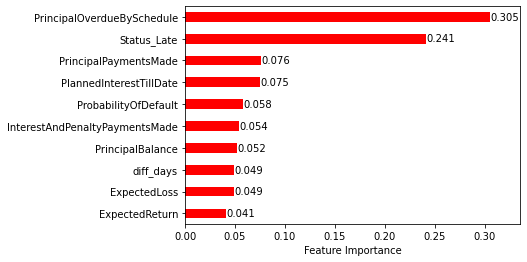 PrincipalOverdueBySchedule 0.305
Status_Late 0.241
PrincipalPaymentsMade 0.076
PlannedInterestTillDate 0.075
ProbabilityOfDefault 0.058
InterestAndPenaltyPaymentsMade 0.054
PrincipalBalance 0.052
diff_days 0.049
ExpectedLoss 0.049
ExpectedReturn 0.041
0.00 0.05 0.10 0.15 0.20 0.25 0.30
Feature Importance